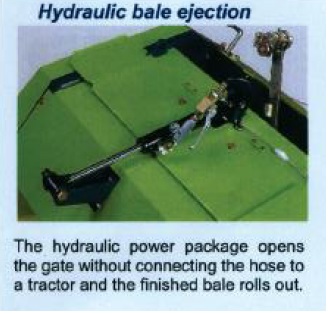 Hydraulic bale ejection
The hydraulic power package opens
the gate without connecting the hose to
a tractor and the finished bale rolls out.